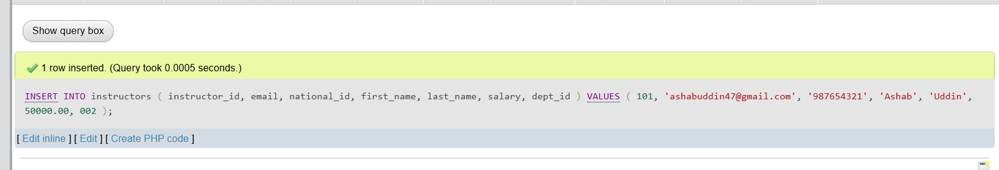 Show query box
1 row inserted. (Query took 0.0005 seconds.)
INSERT INTO instructors ( instructor_id, email, national_id, first_name, last_name, salary, dept_id ) VALUES ( 101, 'ashabuddin47@gmail.com', '987654321', 'Ashab', 'Uddin',
50000.00, 002 );
[ Edit inline ] [ Edit ] [ Create PHP code ]